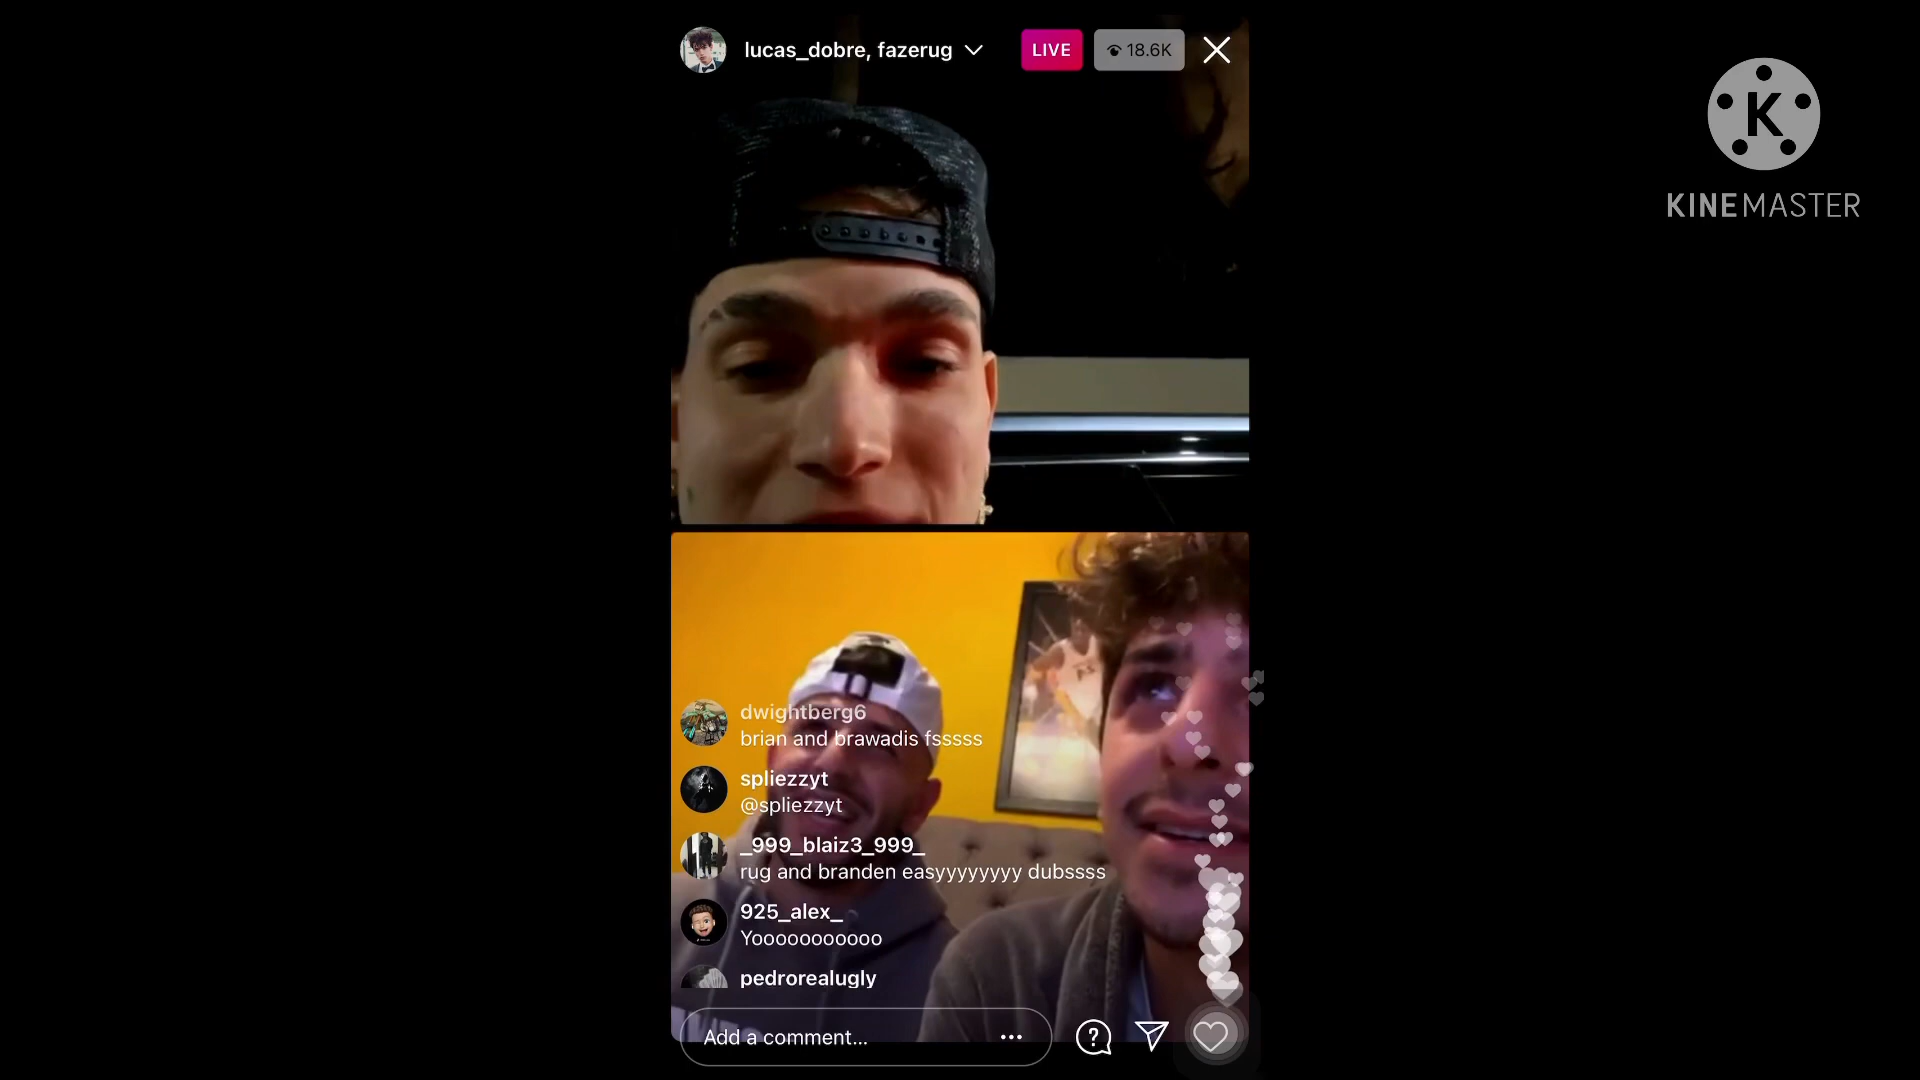 lucas_dobre, fazerug
LIVE
18.6K
K
KINEMASTER
dwightberg6
brian and brawadis fsssss
spliezzyt
@spliezzyt
_999_blaiz3_999_
rug and branden easyyyyyyyy dubssss
925_alex_
Yooooooooooo
pedrorealugly
Add a comment...